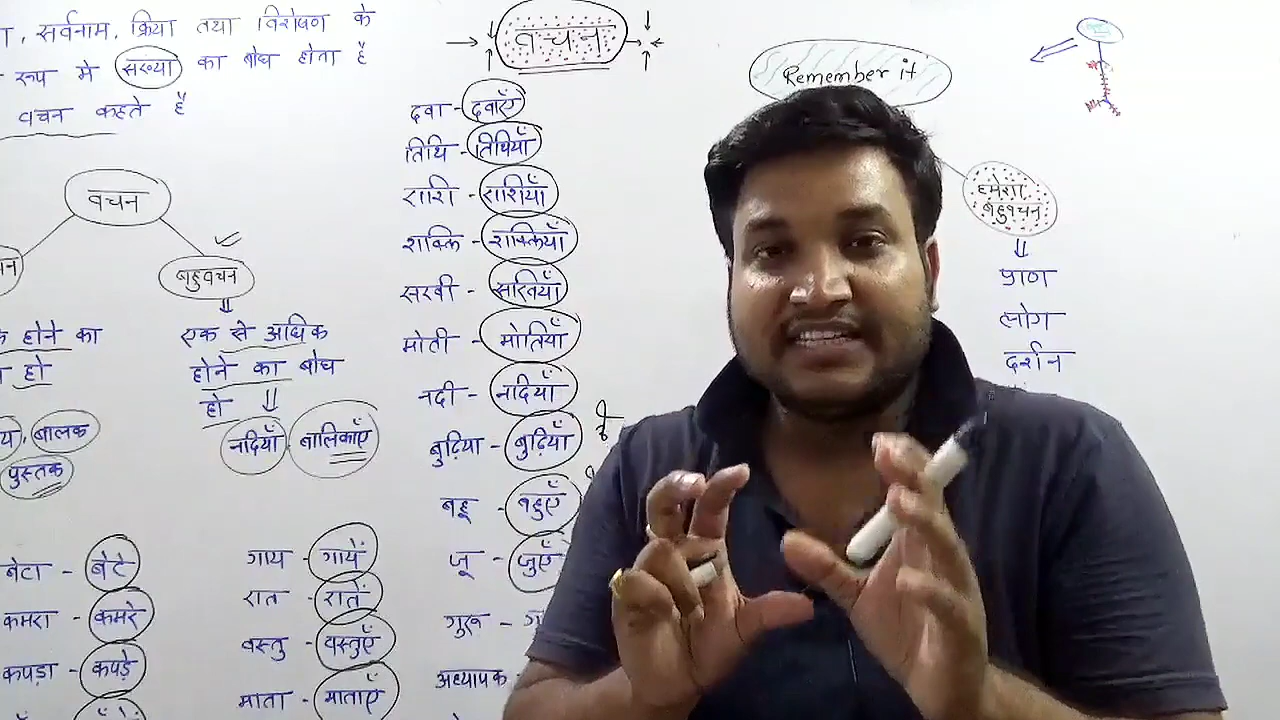 वचन
सर्वनाम, क्रिया तथा विशेषण के
रूप मे संख्या का बोध होता है
वचन कहते है
वचन
बहुवचन
होने का
हो
बालक
पुस्तक
एक से अधिक
होने का बोध
हो
नदियाँ, बालिकाएँ
बेटा - बेटे
कमरा - कमरे
कपड़ा - कपड़े
गाय - गायें
रात - रातें
वस्तु - वस्तुएँ
माता - माताएँ
दवा - दवाएँ
तिथि - तिथियाँ
राशि - राशियाँ
शक्ति - शक्तियाँ
सखी - सखियाँ
मोती - मोतियाँ
नदी - नदियाँ
बुढ़िया - बुढ़ियाँ
बहू - बहुएँ
जू - जुएँ
गुरू -
अध्यापक -
Remember it
हमेशा
बहुवचन
प्राण
लोग
दर्शन